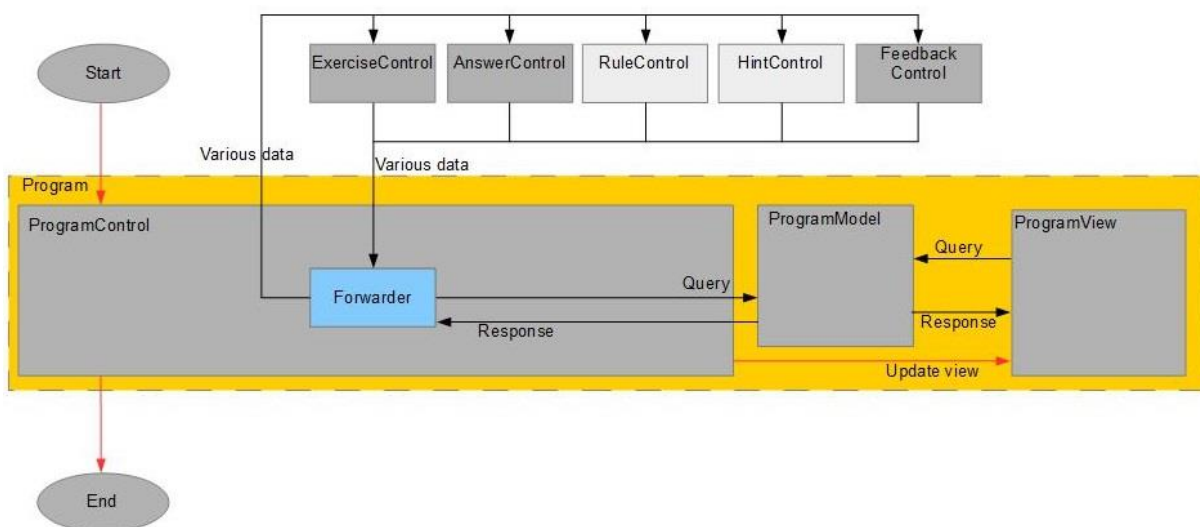 Start
ExerciseControl
AnswerControl
RuleControl
HintControl
Feedback
Control
Various data
Various data
Program
ProgramControl
ProgramModel
ProgramView
Query
Forwarder
Query
Response
Response
Update view
End